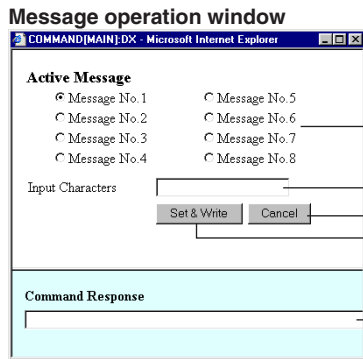 Message operation window
COMMAND[MAIN]:DX - Microsoft Internet Explorer
Active Message
Message No.1 Message No.5
Message No.2 Message No.6
Message No.3 Message No.7
Message No.4 Message No.8
Input Characters
Set & Write Cancel
Command Response